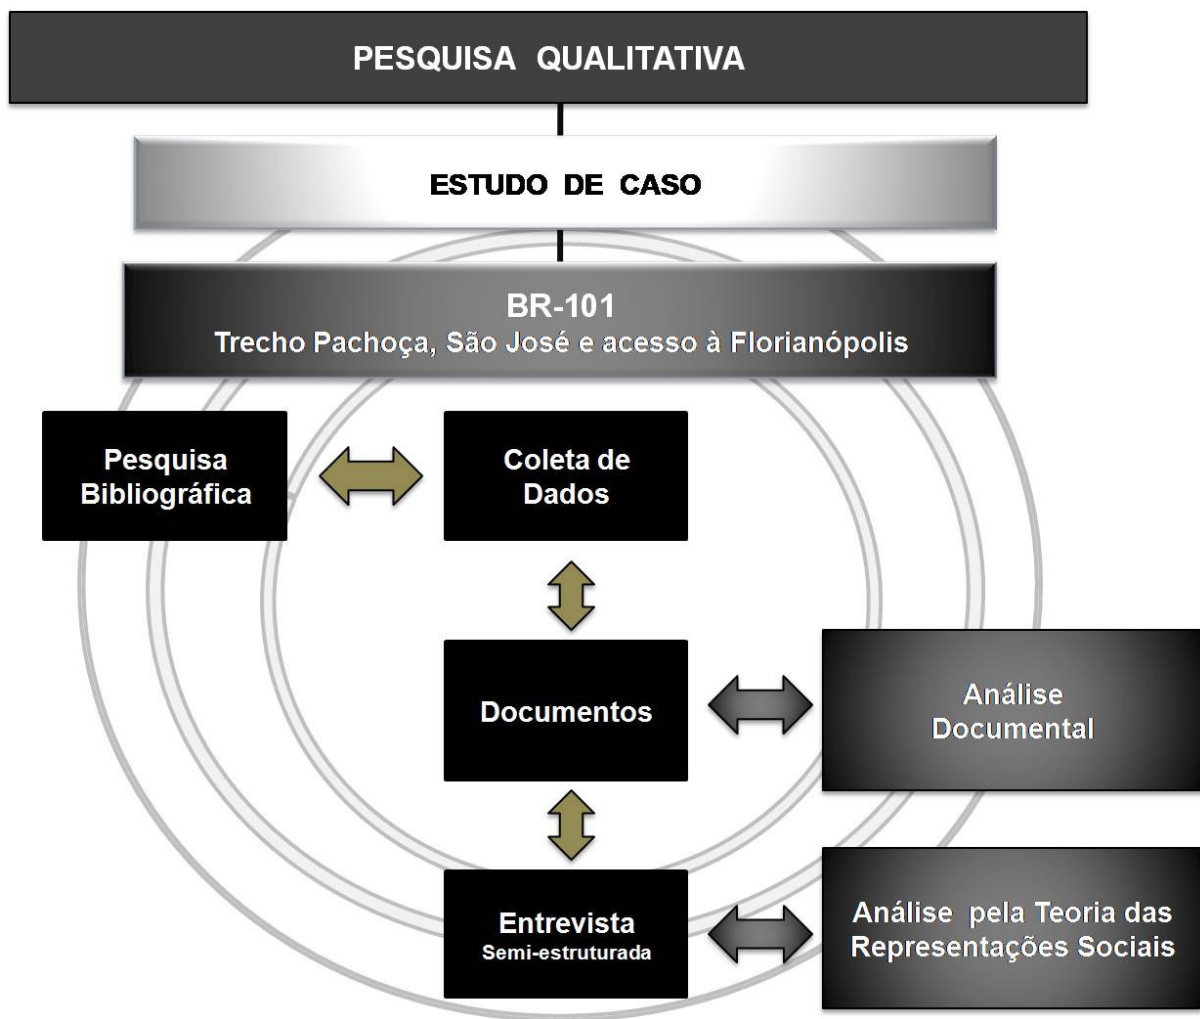 PESQUISA QUALITATIVA
ESTUDO DE CASO
BR-101
Trecho Pachoça, São José e acesso à Florianópolis
Pesquisa
Bibliográfica
Coleta de
Dados
Documentos
Análise
Documental
Entrevista
Semi-estruturada
Análise pela Teoria das
Representações Sociais